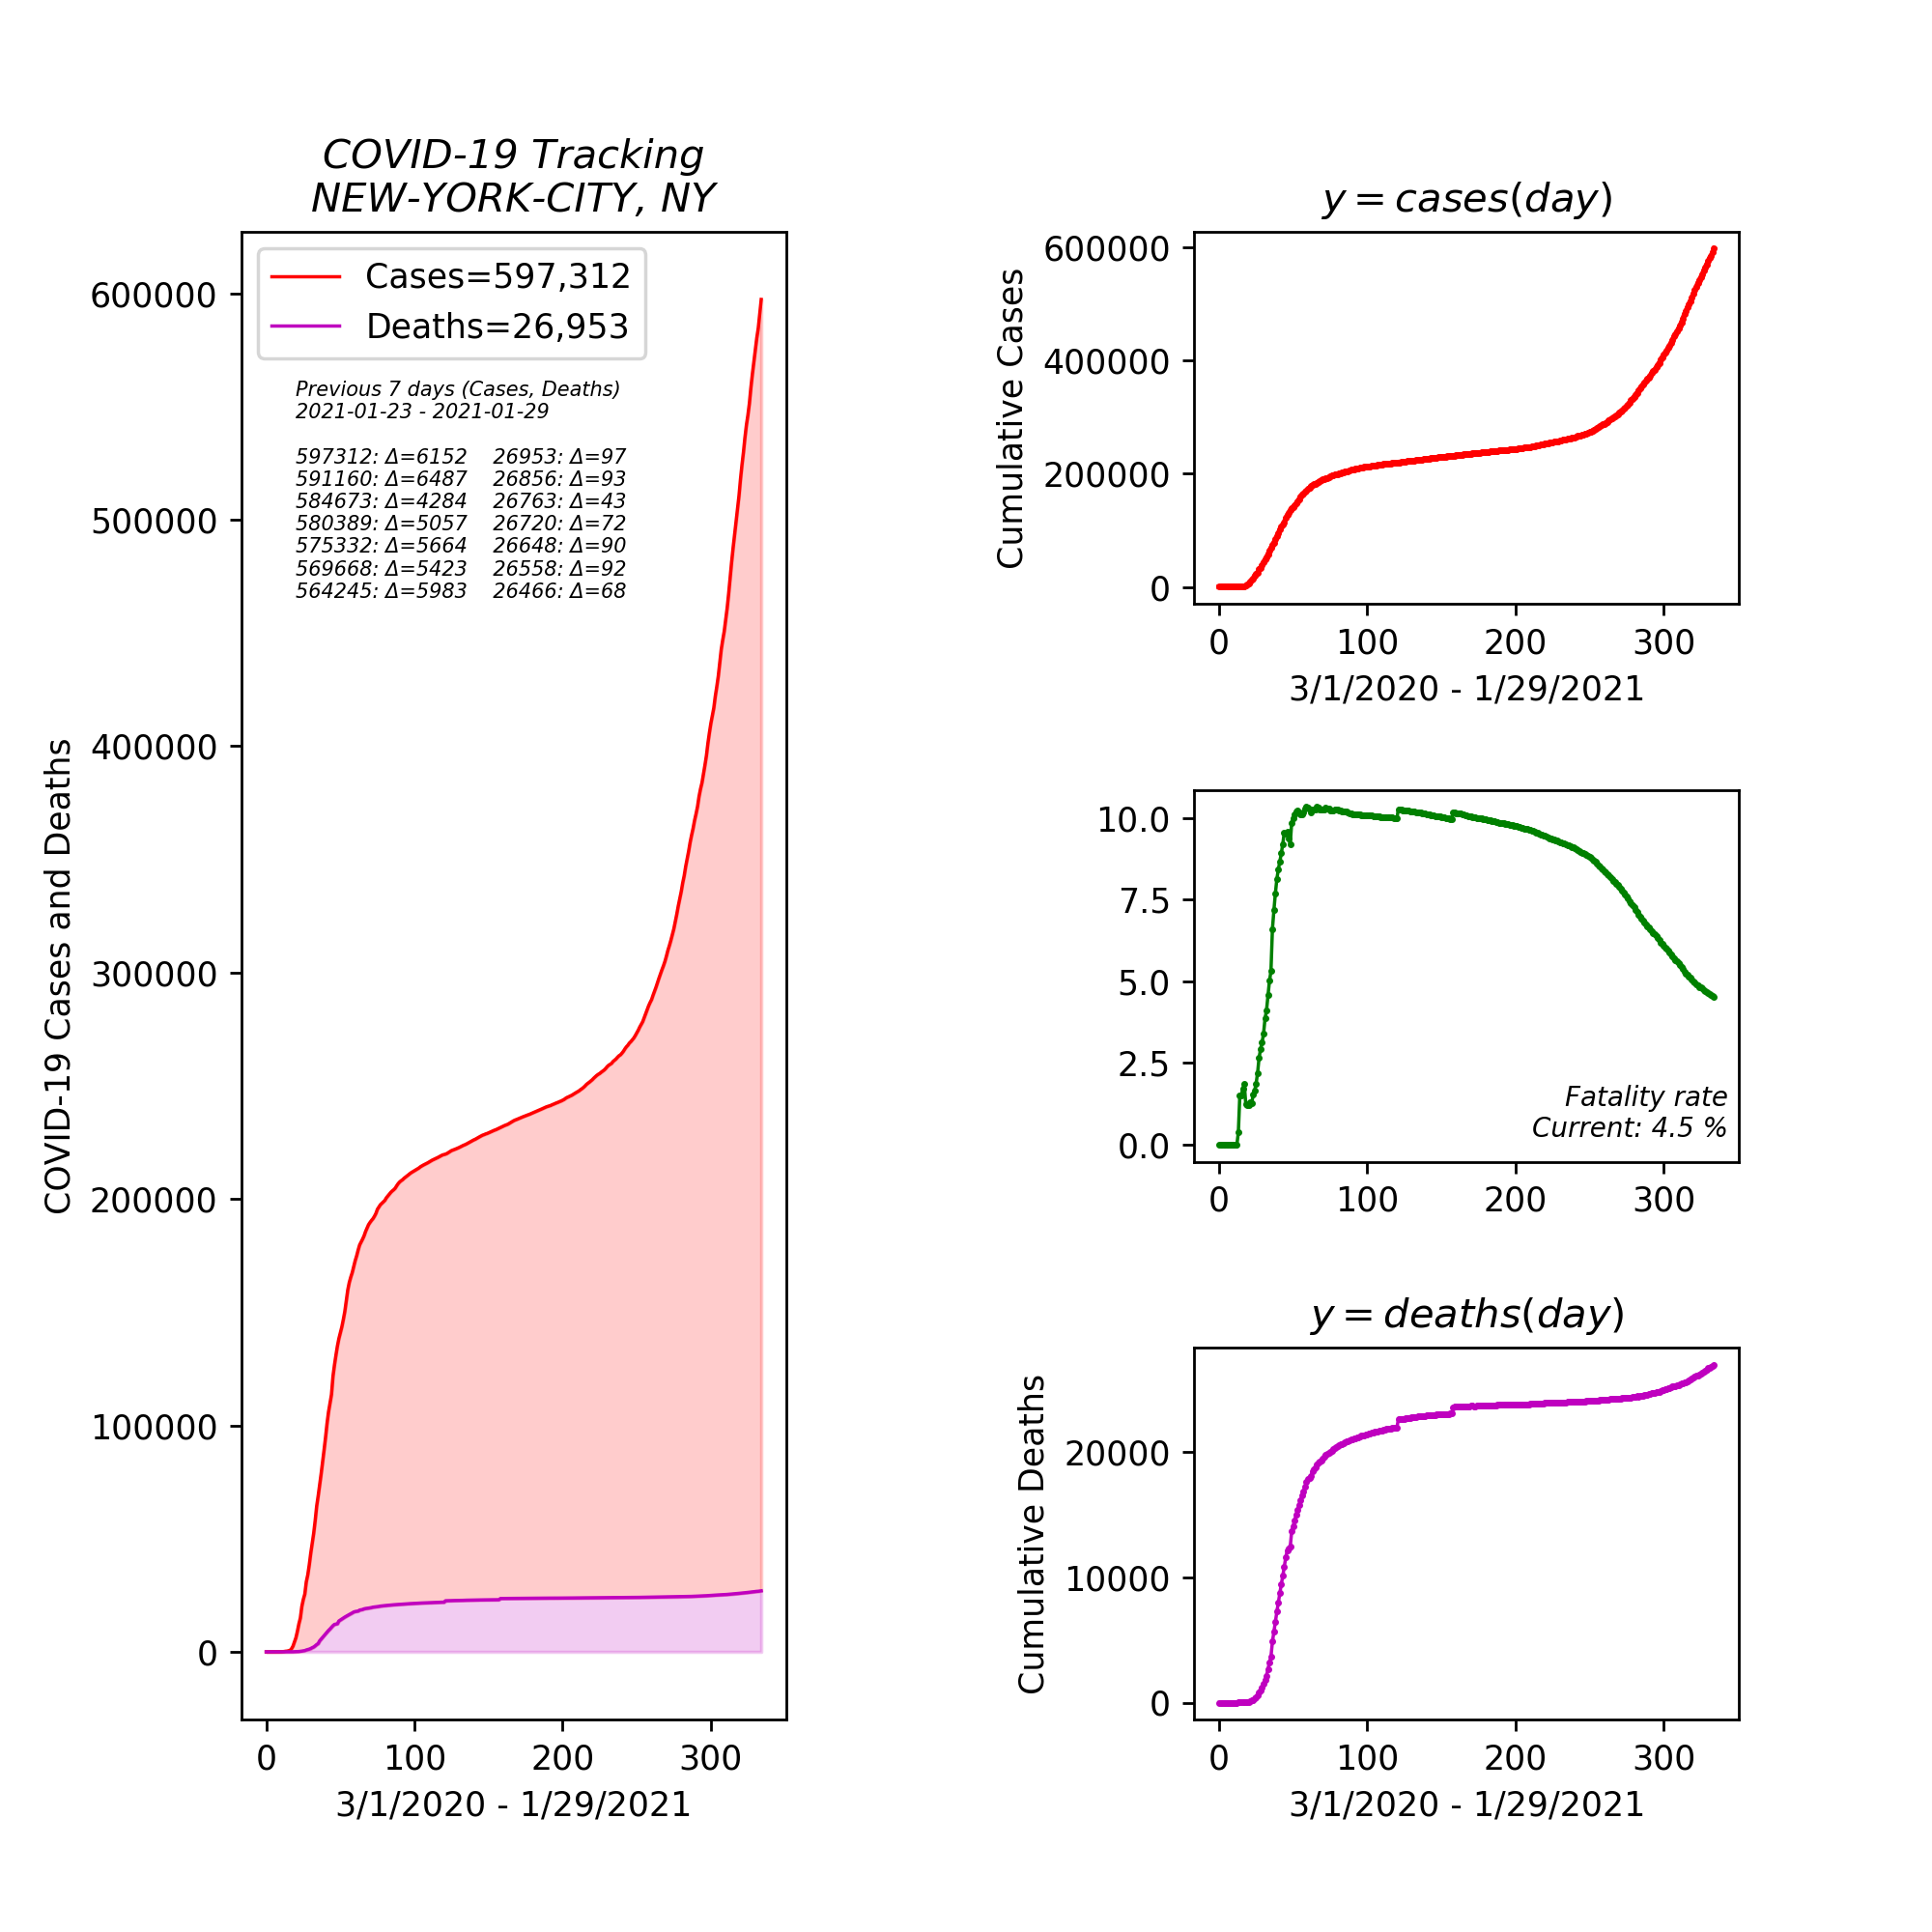 COVID-19 Tracking
NEW-YORK-CITY, NY
Cases=597,312
Deaths=26,953
Previous 7 days (Cases, Deaths)
2021-01-23 - 2021-01-29
597312: Δ=6152 26953: Δ=97
591160: Δ=6487 26856: Δ=93
584673: Δ=4284 26763: Δ=43
580389: Δ=5057 26720: Δ=72
575332: Δ=5664 26648: Δ=90
569668: Δ=5423 26558: Δ=92
564245: Δ=5983 26466: Δ=68
COVID-19 Cases and Deaths
600000
500000
400000
300000
200000
100000
0
0 100 200 300
3/1/2020 - 1/29/2021
y = cases(day)
Cumulative Cases
600000
400000
200000
0
0 100 200 300
3/1/2020 - 1/29/2021
10.0
7.5
5.0
2.5
0.0
Fatality rate
Current: 4.5 %
0 100 200 300
y = deaths(day)
Cumulative Deaths
20000
10000
0
0 100 200 300
3/1/2020 - 1/29/2021